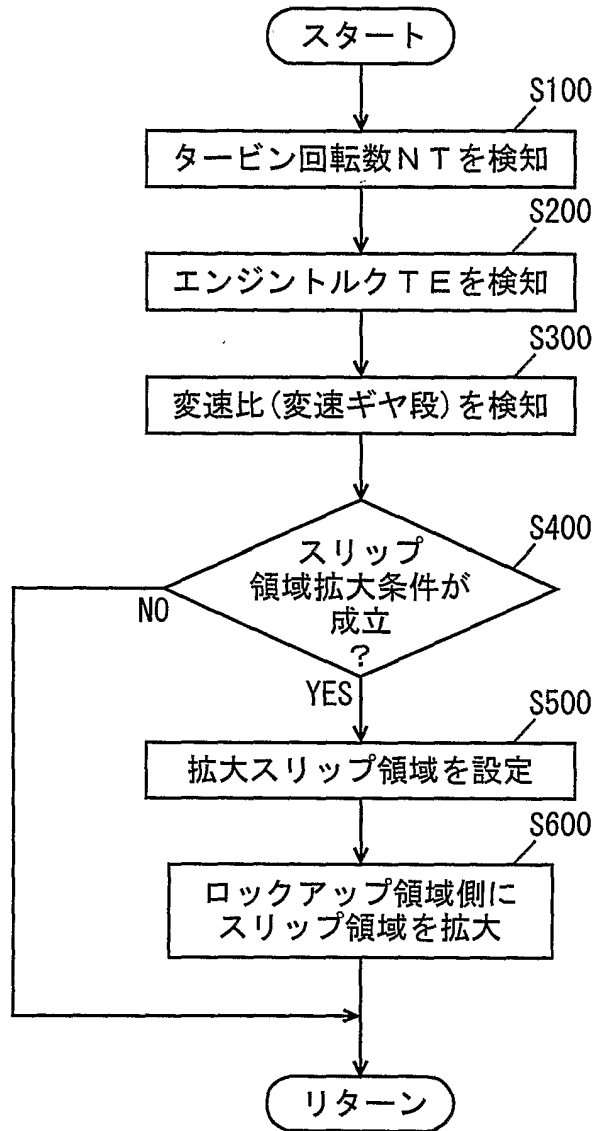 スタート
S100
タービン回転数ＮＴを検知
S200
エンジントルクＴＥを検知
S300
変速比(変速ギヤ段)を検知
S400
スリップ
領域拡大条件が
成立
?
NO
YES
S500
拡大スリップ領域を設定
S600
ロックアップ領域側に
スリップ領域を拡大
リターン